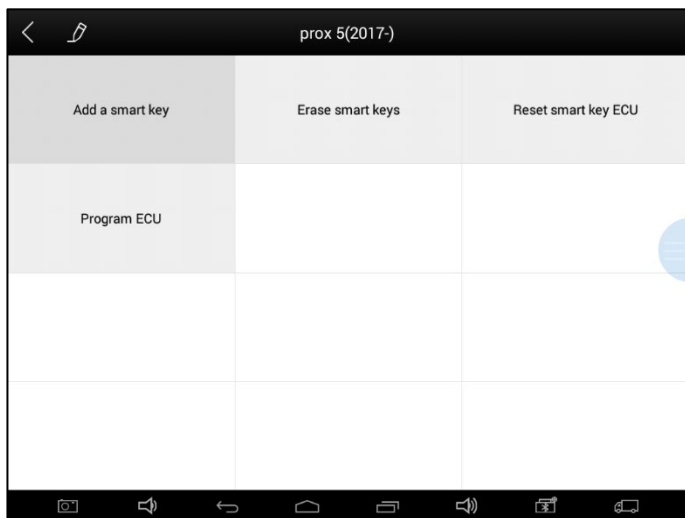 prox 5(2017-)
Add a smart key
Erase smart keys
Reset smart key ECU
Program ECU